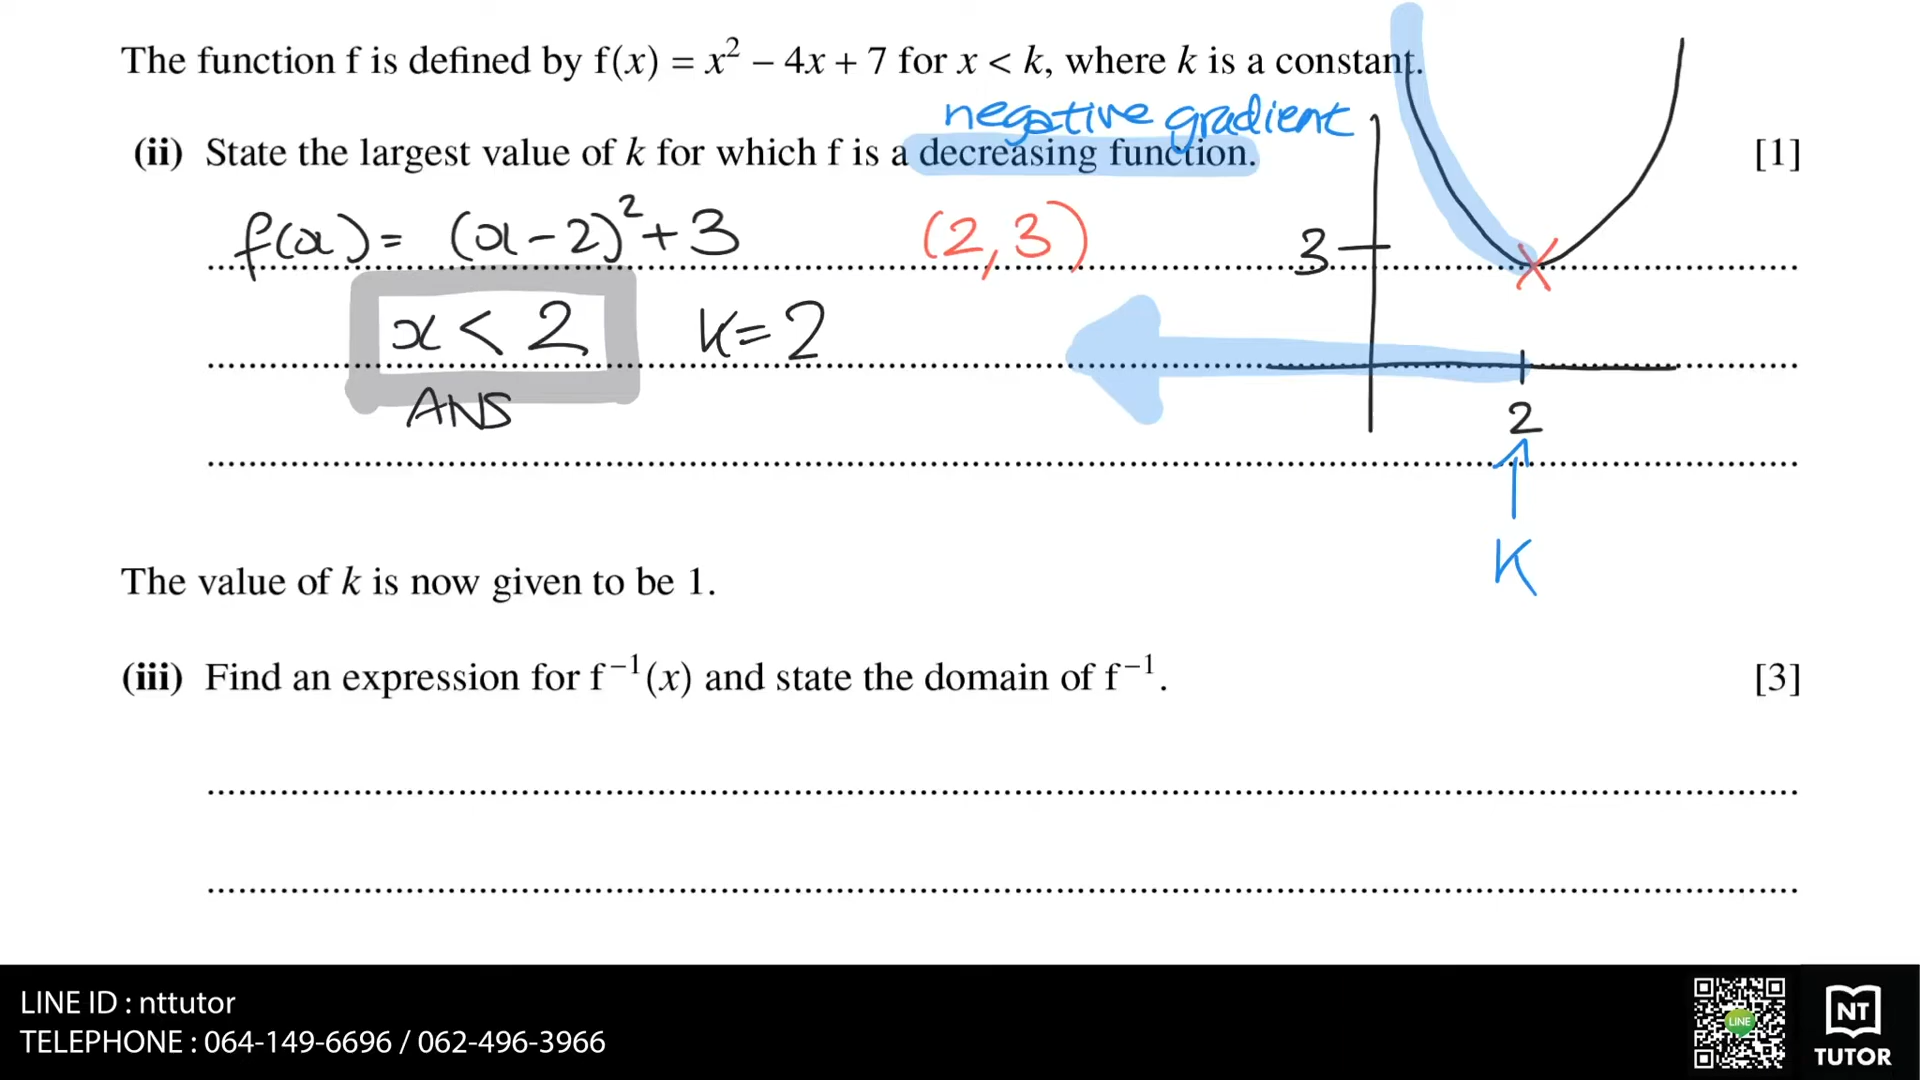 The function f is defined by f(x) = x² − 4x + 7 for x < k, where k is a constant.
negative gradient
(ii) State the largest value of k for which f is a decreasing function. [1]
f(x) = (x − 2)² + 3 (2, 3) 3
x < 2 k = 2
ANS
2
K
The value of k is now given to be 1.
(iii) Find an expression for f⁻¹(x) and state the domain of f⁻¹. [3]
LINE ID : nttutor
TELEPHONE : 064-149-6696 / 062-496-3966
LINE
NT
TUTOR